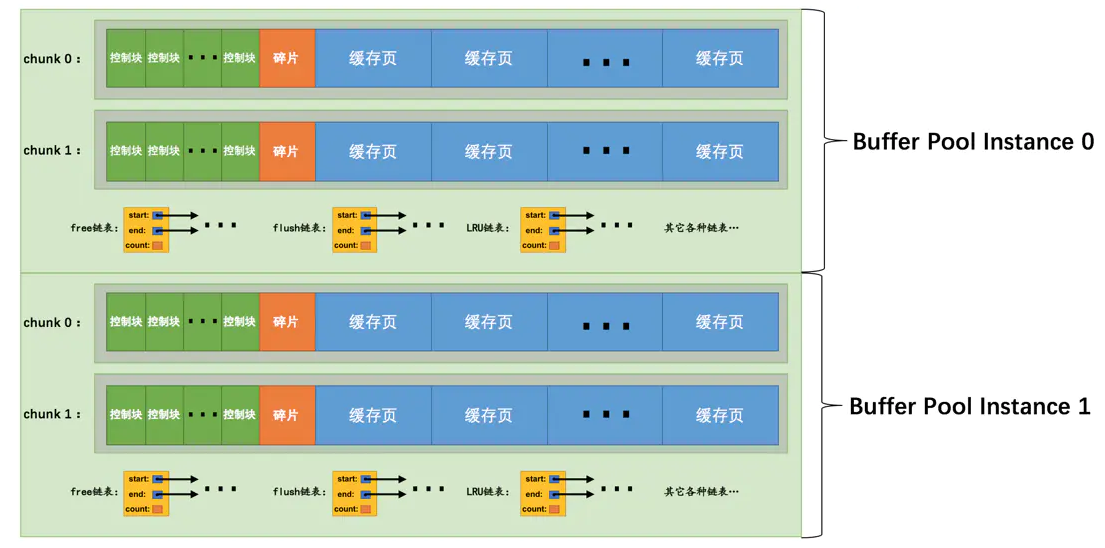 chunk 0： 控制块 控制块 ··· 控制块 碎片 缓存页 缓存页 ··· 缓存页
chunk 1： 控制块 控制块 ··· 控制块 碎片 缓存页 缓存页 ··· 缓存页
Buffer Pool Instance 0
free链表： start: end: count: ···
flush链表： start: end: count: ···
LRU链表： start: end: count: ···
其它各种链表…
chunk 0： 控制块 控制块 ··· 控制块 碎片 缓存页 缓存页 ··· 缓存页
chunk 1： 控制块 控制块 ··· 控制块 碎片 缓存页 缓存页 ··· 缓存页
Buffer Pool Instance 1
free链表： start: end: count: ···
flush链表： start: end: count: ···
LRU链表： start: end: count: ···
其它各种链表…